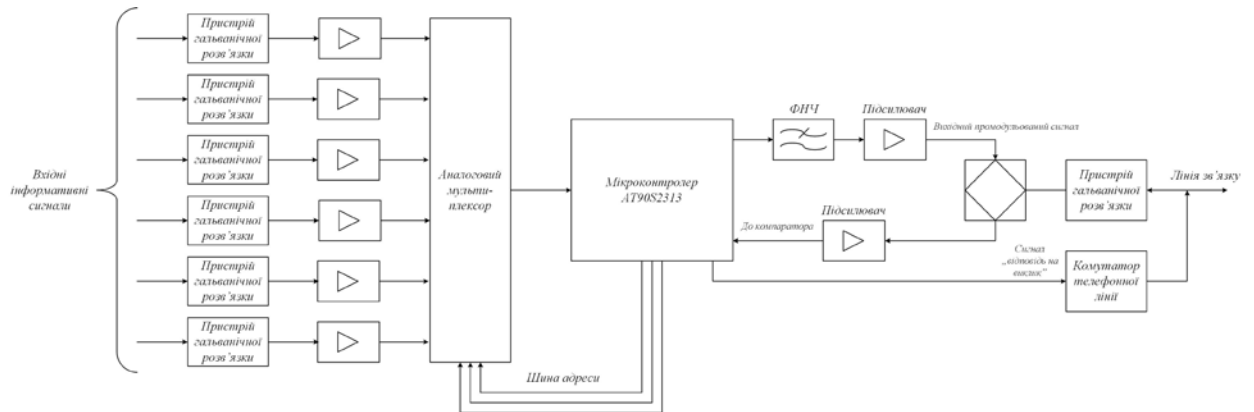 Вхідні
інформативні
сигнали
Пристрій
гальванічної
розв'язки
Пристрій
гальванічної
розв'язки
Пристрій
гальванічної
розв'язки
Пристрій
гальванічної
розв'язки
Пристрій
гальванічної
розв'язки
Пристрій
гальванічної
розв'язки
Аналоговий
мульти-
плексор
Шина адреси
Мікроконтролер
AT90S2313
ФНЧ
Підсилювач
Вихідний промодульований сигнал
Пристрій
гальванічної
розв'язки
Лінія зв'язку
До компаратора
Підсилювач
Сигнал
„відповідь на
виклик"
Комутатор
телефонної
лінії